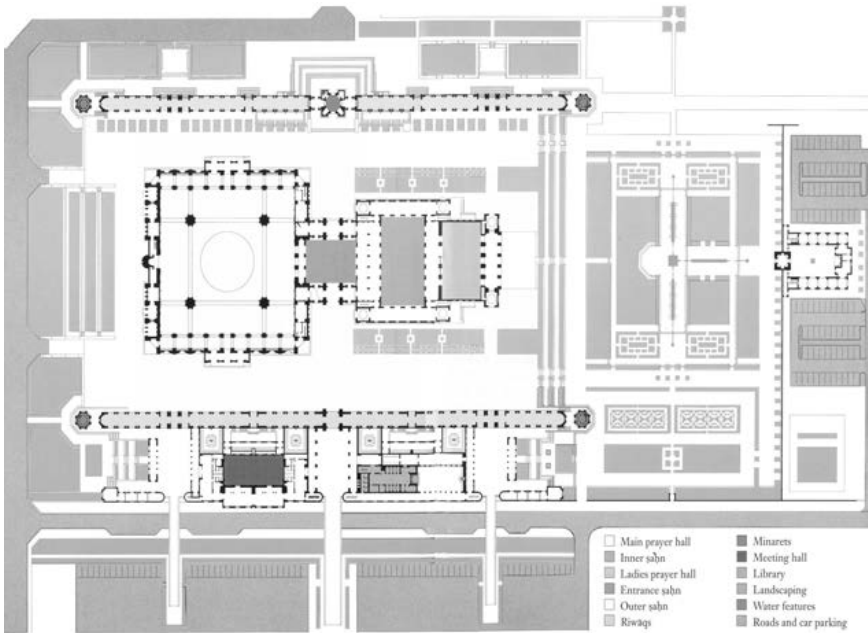 Main prayer hall
Inner ṣaḥn
Ladies prayer hall
Entrance ṣaḥn
Outer ṣaḥn
Riwāqs
Minarets
Meeting hall
Library
Landscaping
Water features
Roads and car parking